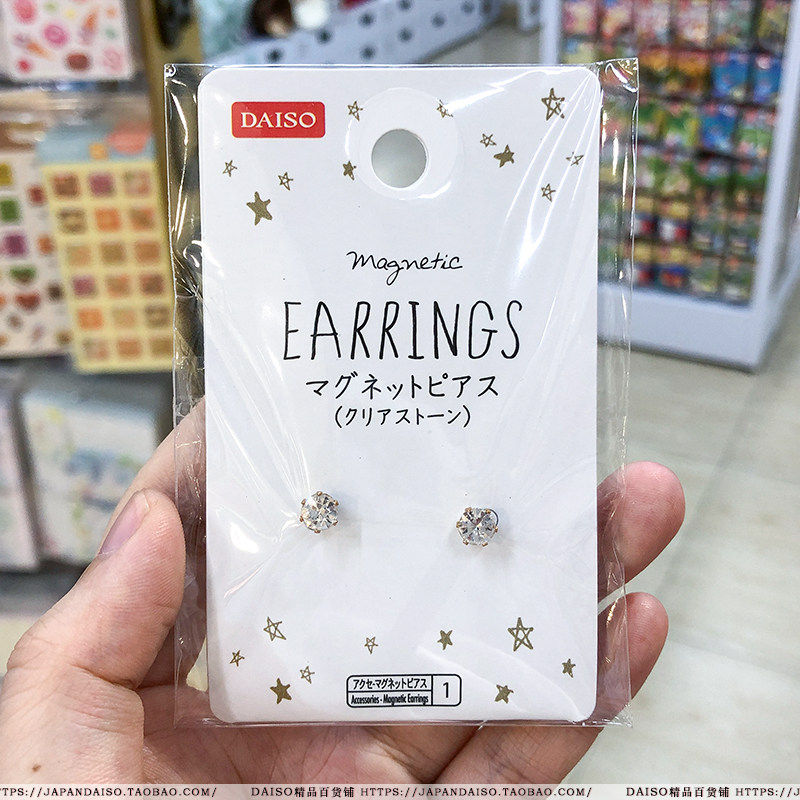 DAISO
magnetic
EARRINGS
マグネットピアス
(クリアストーン)
アクセ-マグネットピアス
Accessories - Magnetic Earrings
1
TTPS://JAPANDAISO.TAOBAO.COM/ DAISO精品百货铺 HTTPS://JAPANDAISO.TAOBAO.COM/ DAISO精品百货铺 HTTPS:/